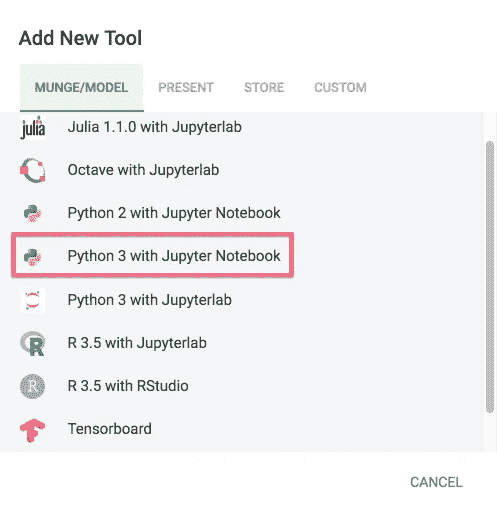 Add New Tool
MUNGE/MODEL PRESENT STORE CUSTOM
julia Julia 1.1.0 with Jupyterlab
Octave with Jupyterlab
Python 2 with Jupyter Notebook
Python 3 with Jupyter Notebook
Python 3 with Jupyterlab
R R 3.5 with Jupyterlab
R R 3.5 with RStudio
Tensorboard
CANCEL